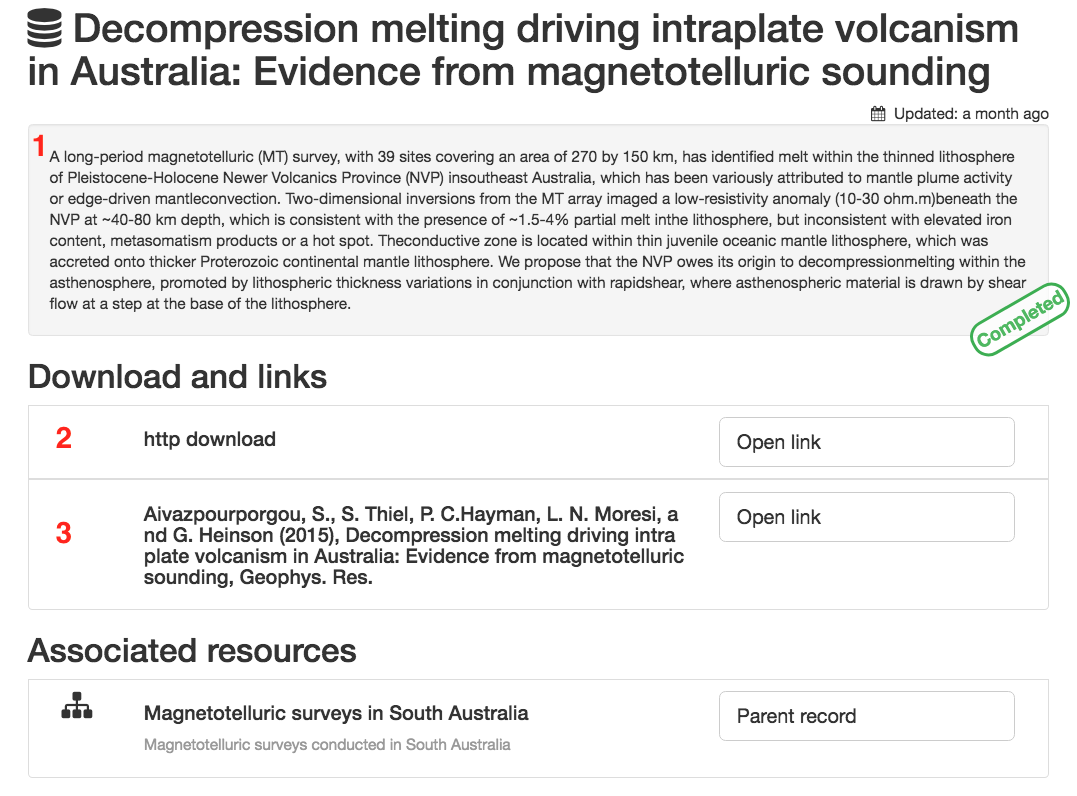 Decompression melting driving intraplate volcanism
in Australia: Evidence from magnetotelluric sounding
Updated: a month ago
1
A long-period magnetotelluric (MT) survey, with 39 sites covering an area of 270 by 150 km, has identified melt within the thinned lithosphere
of Pleistocene-Holocene Newer Volcanics Province (NVP) insoutheast Australia, which has been variously attributed to mantle plume activity
or edge-driven mantleconvection. Two-dimensional inversions from the MT array imaged a low-resistivity anomaly (10-30 ohm.m)beneath the
NVP at ~40-80 km depth, which is consistent with the presence of ~1.5-4% partial melt inthe lithosphere, but inconsistent with elevated iron
content, metasomatism products or a hot spot. Theconductive zone is located within thin juvenile oceanic mantle lithosphere, which was
accreted onto thicker Proterozoic continental mantle lithosphere. We propose that the NVP owes its origin to decompressionmelting within the
asthenosphere, promoted by lithospheric thickness variations in conjunction with rapidshear, where asthenospheric material is drawn by shear
flow at a step at the base of the lithosphere.
Completed
Download and links
2
http download
Open link
3
Aivazpourporgou, S., S. Thiel, P. C.Hayman, L. N. Moresi, a
nd G. Heinson (2015), Decompression melting driving intra
plate volcanism in Australia: Evidence from magnetotelluric
sounding, Geophys. Res.
Open link
Associated resources
Magnetotelluric surveys in South Australia
Magnetotelluric surveys conducted in South Australia
Parent record